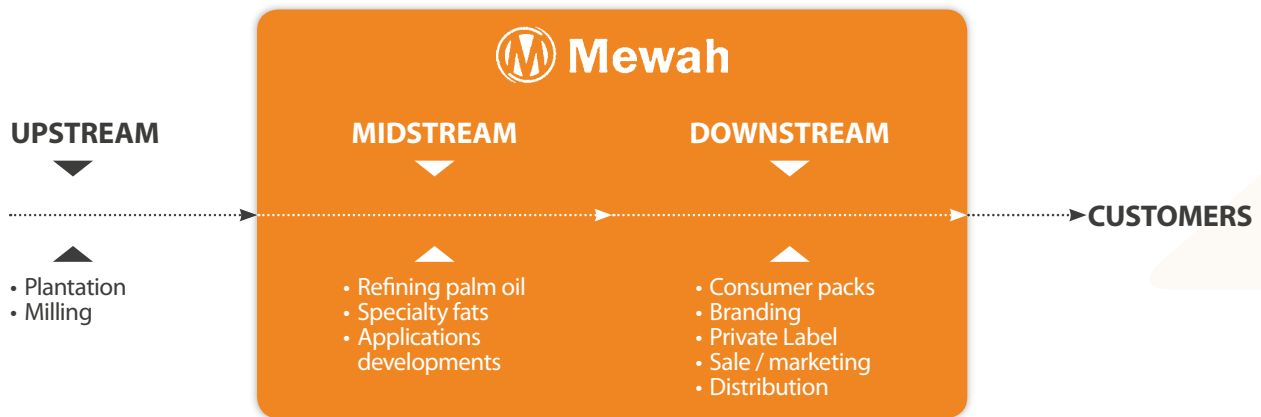 Mewah
UPSTREAM
MIDSTREAM
DOWNSTREAM
CUSTOMERS
• Plantation
• Milling
• Refining palm oil
• Specialty fats
• Applications
developments
• Consumer packs
• Branding
• Private Label
• Sale / marketing
• Distribution